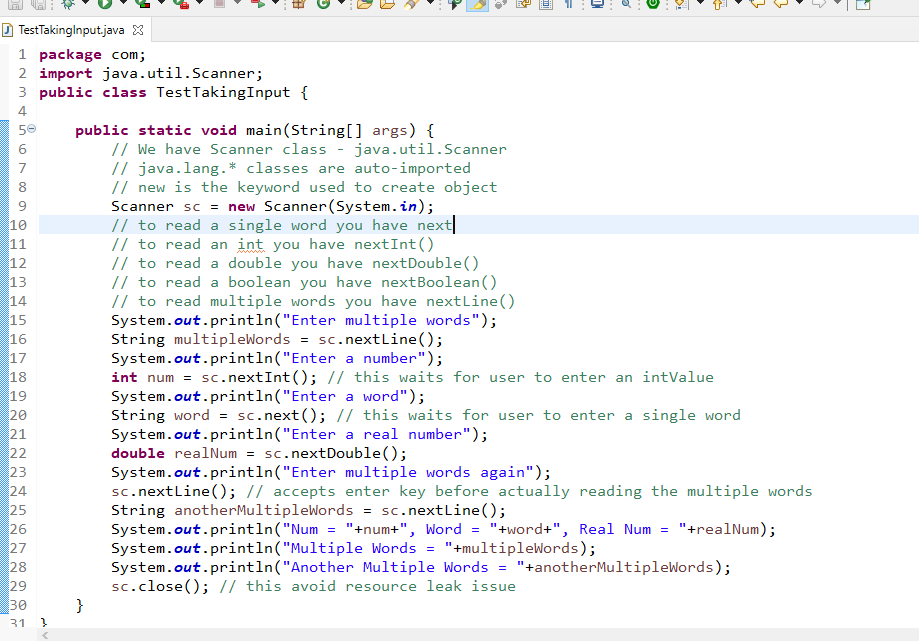 TestTakingInput.java
1 package com;
2 import java.util.Scanner;
3 public class TestTakingInput {
4
5     public static void main(String[] args) {
6         // We have Scanner class - java.util.Scanner
7         // java.lang.* classes are auto-imported
8         // new is the keyword used to create object
9         Scanner sc = new Scanner(System.in);
10         // to read a single word you have next
11         // to read an int you have nextInt()
12         // to read a double you have nextDouble()
13         // to read a boolean you have nextBoolean()
14         // to read multiple words you have nextLine()
15         System.out.println("Enter multiple words");
16         String multipleWords = sc.nextLine();
17         System.out.println("Enter a number");
18         int num = sc.nextInt(); // this waits for user to enter an intValue
19         System.out.println("Enter a word");
20         String word = sc.next(); // this waits for user to enter a single word
21         System.out.println("Enter a real number");
22         double realNum = sc.nextDouble();
23         System.out.println("Enter multiple words again");
24         sc.nextLine(); // accepts enter key before actually reading the multiple words
25         String anotherMultipleWords = sc.nextLine();
26         System.out.println("Num = "+num+", Word = "+word+", Real Num = "+realNum);
27         System.out.println("Multiple Words = "+multipleWords);
28         System.out.println("Another Multiple Words = "+anotherMultipleWords);
29         sc.close(); // this avoid resource leak issue
30     }
31 }